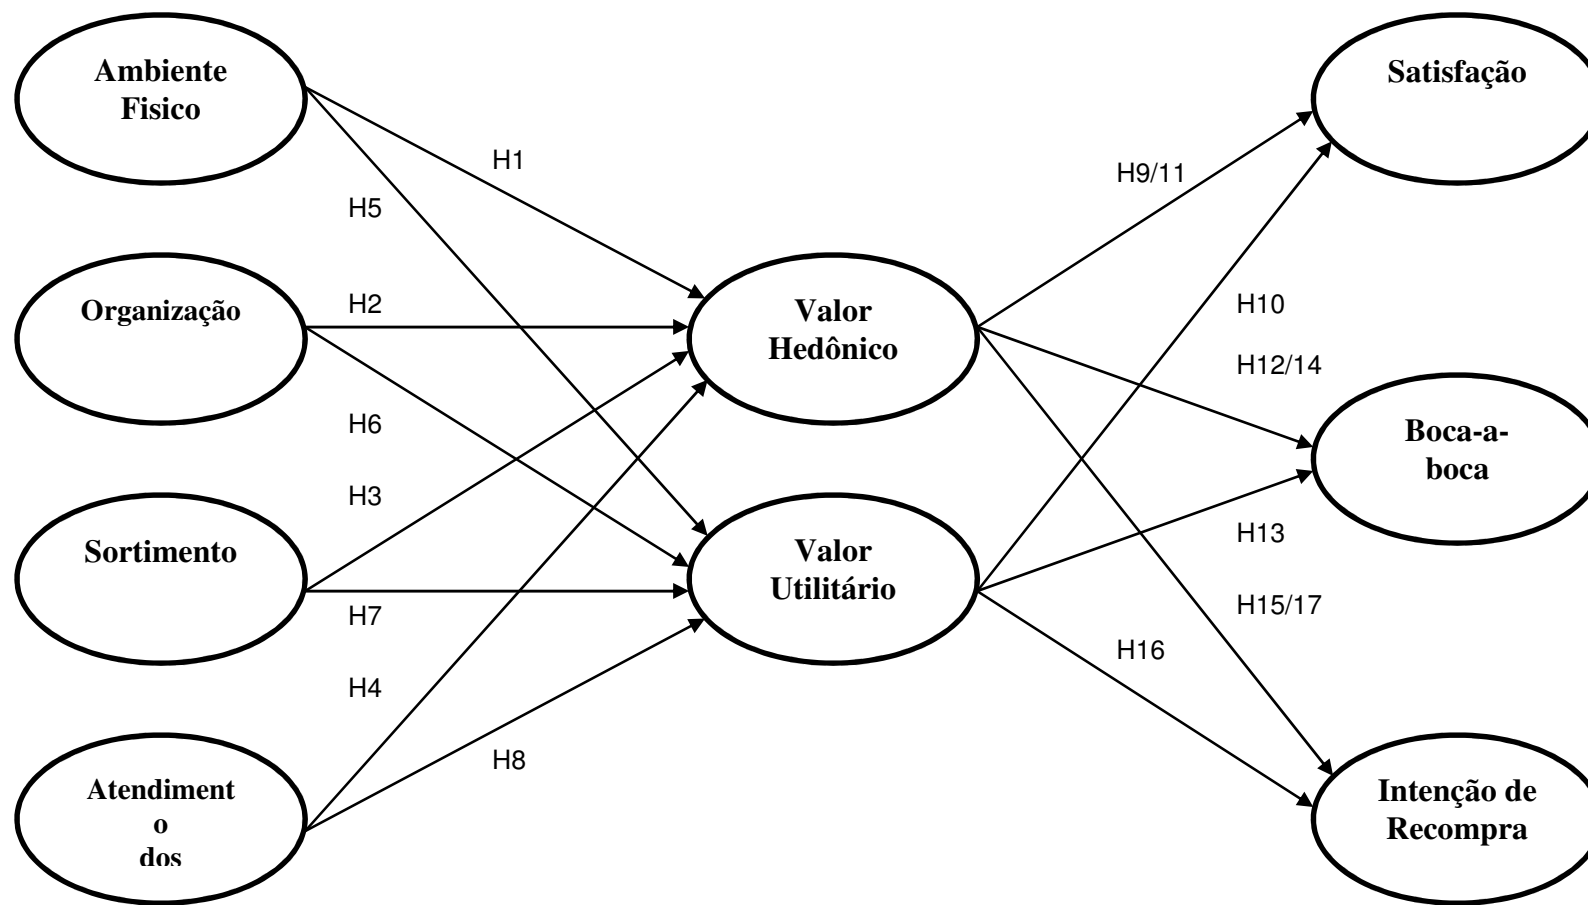 Ambiente
Fisico
Satisfação
H1
H9/11
H5
Organização
H2
Valor
Hedônico
H10
H12/14
H6
Boca-a-
boca
H3
Sortimento
Valor
Utilitário
H13
H7
H15/17
H16
H4
H8
Atendiment
o
dos
Intenção de
Recompra